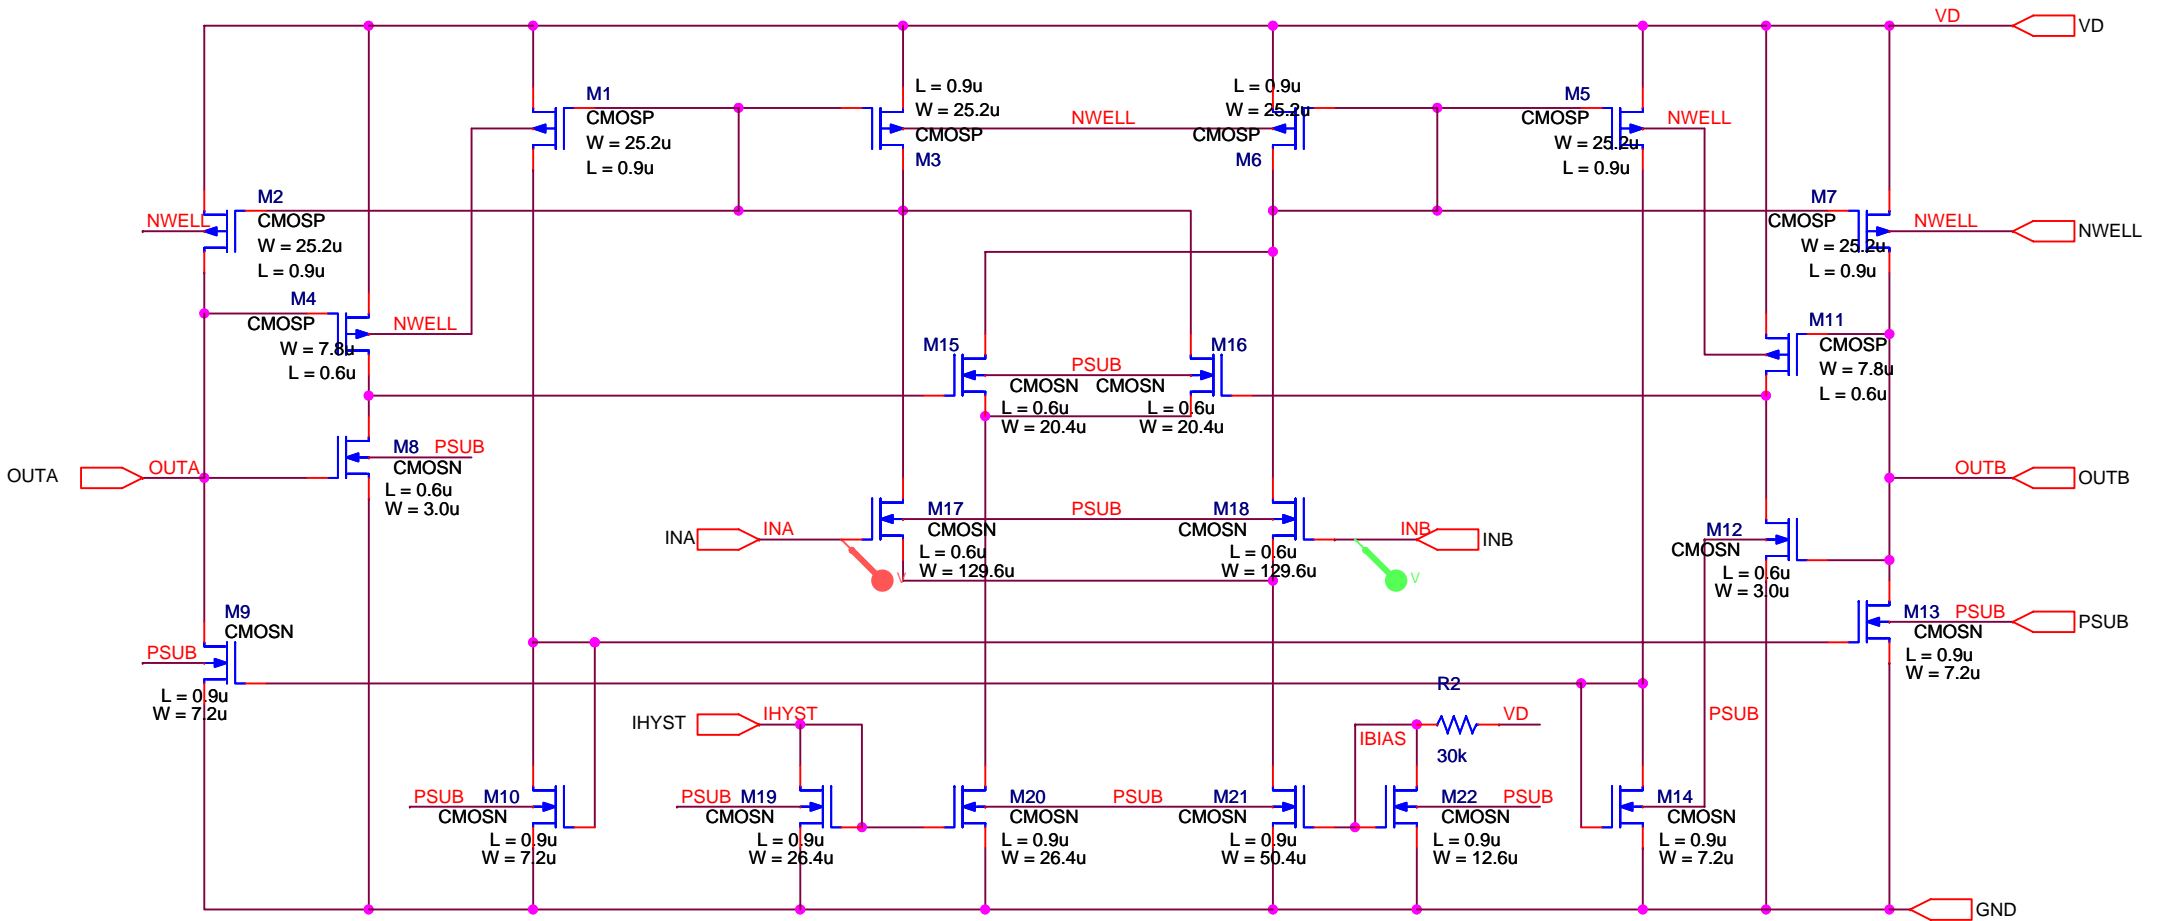 VD
VD
L = 0.9u
W = 25.2u
CMOSP
M3
NWELL
L = 0.9u
W = 25.2u
CMOSP
M6
M1
CMOSP
W = 25.2u
L = 0.9u
M5
CMOSP
W = 25.2u
L = 0.9u
NWELL
M2
CMOSP
W = 25.2u
L = 0.9u
NWELL
M7
CMOSP
W = 25.2u
L = 0.9u
NWELL
NWELL
M4
CMOSP
W = 7.8u
L = 0.6u
NWELL
M11
CMOSP
W = 7.8u
L = 0.6u
M15
CMOSN
L = 0.6u
W = 20.4u
PSUB
M16
CMOSN
L = 0.6u
W = 20.4u
OUTA
OUTA
M8
PSUB
CMOSN
L = 0.6u
W = 3.0u
OUTB
OUTB
INA
INA
V
M17
CMOSN
L = 0.6u
W = 129.6u
PSUB
M18
CMOSN
L = 0.6u
W = 129.6u
INB
INB
V
M12
CMOSN
L = 0.6u
W = 3.0u
M9
CMOSN
PSUB
L = 0.9u
W = 7.2u
M13
PSUB
PSUB
CMOSN
L = 0.9u
W = 7.2u
IHYST
IHYST
R2
VD
IBIAS
30k
PSUB
PSUB
M10
CMOSN
L = 0.9u
W = 7.2u
PSUB
M19
CMOSN
L = 0.9u
W = 26.4u
M20
CMOSN
L = 0.9u
W = 26.4u
PSUB
M21
CMOSN
L = 0.9u
W = 50.4u
M22
PSUB
CMOSN
L = 0.9u
W = 12.6u
M14
CMOSN
L = 0.9u
W = 7.2u
GND